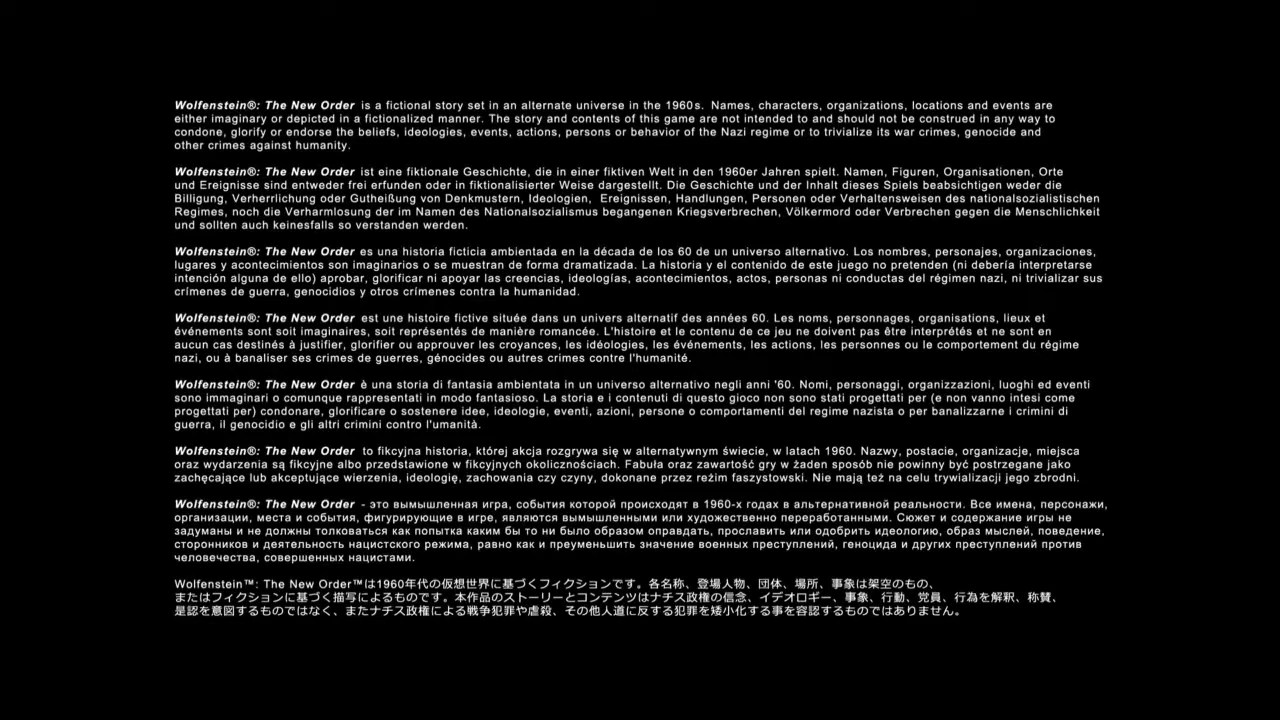 Wolfenstein®: The New Order is a fictional story set in an alternate universe in the 1960s. Names, characters, organizations, locations and events are
either imaginary or depicted in a fictionalized manner. The story and contents of this game are not intended to and should not be construed in any way to
condone, glorify or endorse the beliefs, ideologies, events, actions, persons or behavior of the Nazi regime or to trivialize its war crimes, genocide and
other crimes against humanity.
Wolfenstein®: The New Order ist eine fiktionale Geschichte, die in einer fiktiven Welt in den 1960er Jahren spielt. Namen, Figuren, Organisationen, Orte
und Ereignisse sind entweder frei erfunden oder in fiktionalisierter Weise dargestellt. Die Geschichte und der Inhalt dieses Spiels beabsichtigen weder die
Billigung, Verherrlichung oder Gutheißung von Denkmustern, Ideologien, Ereignissen, Handlungen, Personen oder Verhaltensweisen des nationalsozialistischen
Regimes, noch die Verharmlosung der im Namen des Nationalsozialismus begangenen Kriegsverbrechen, Völkermord oder Verbrechen gegen die Menschlichkeit
und sollten auch keinesfalls so verstanden werden.
Wolfenstein®: The New Order es una historia ficticia ambientada en la década de los 60 de un universo alternativo. Los nombres, personajes, organizaciones,
lugares y acontecimientos son imaginarios o se muestran de forma dramatizada. La historia y el contenido de este juego no pretenden (ni debería interpretarse
intención alguna de ello) aprobar, glorificar ni apoyar las creencias, ideologías, acontecimientos, actos, personas ni conductas del régimen nazi, ni trivializar sus
crímenes de guerra, genocidios y otros crímenes contra la humanidad.
Wolfenstein®: The New Order est une histoire fictive située dans un univers alternatif des années 60. Les noms, personnages, organisations, lieux et
événements sont soit imaginaires, soit représentés de manière romancée. L'histoire et le contenu de ce jeu ne doivent pas être interprétés et ne sont en
aucun cas destinés à justifier, glorifier ou approuver les croyances, les idéologies, les événements, les actions, les personnes ou le comportement du régime
nazi, ou à banaliser ses crimes de guerres, génocides ou autres crimes contre l'humanité.
Wolfenstein®: The New Order è una storia di fantasia ambientata in un universo alternativo negli anni '60. Nomi, personaggi, organizzazioni, luoghi ed eventi
sono immaginari o comunque rappresentati in modo fantasioso. La storia e i contenuti di questo gioco non sono stati progettati per (e non vanno intesi come
progettati per) condonare, glorificare o sostenere idee, ideologie, eventi, azioni, persone o comportamenti del regime nazista o per banalizzarne i crimini di
guerra, il genocidio e gli altri crimini contro l'umanità.
Wolfenstein®: The New Order to fikcyjna historia, której akcja rozgrywa się w alternatywnym świecie, w latach 1960. Nazwy, postacie, organizacje, miejsca
oraz wydarzenia są fikcyjne albo przedstawione w fikcyjnych okolicznościach. Fabuła oraz zawartość gry w żaden sposób nie powinny być postrzegane jako
zachęcające lub akceptujące wierzenia, ideologię, zachowania czy czyny, dokonane przez reżim faszystowski. Nie mają też na celu trywializacji jego zbrodni.
Wolfenstein®: The New Order - это вымышленная игра, события которой происходят в 1960-х годах в альтернативной реальности. Все имена, персонажи,
организации, места и события, фигурирующие в игре, являются вымышленными или художественно переработанными. Сюжет и содержание игры не
задуманы и не должны толковаться как попытка каким бы то ни было образом оправдать, прославить или одобрить идеологию, образ мыслей, поведение,
сторонников и деятельность нацистского режима, равно как и преуменьшить значение военных преступлений, геноцида и других преступлений против
человечества, совершенных нацистами.
Wolfenstein™: The New Order™は1960年代の仮想世界に基づくフィクションです。各名称、登場人物、団体、場所、事象は架空のもの、
またはフィクションに基づく描写によるものです。本作品のストーリーとコンテンツはナチス政権の信念、イデオロギー、事象、行動、党員、行為を解釈、称賛、
是認を意図するものではなく、またナチス政権による戦争犯罪や虐殺、その他人道に反する犯罪を矮小化する事を容認するものではありません。